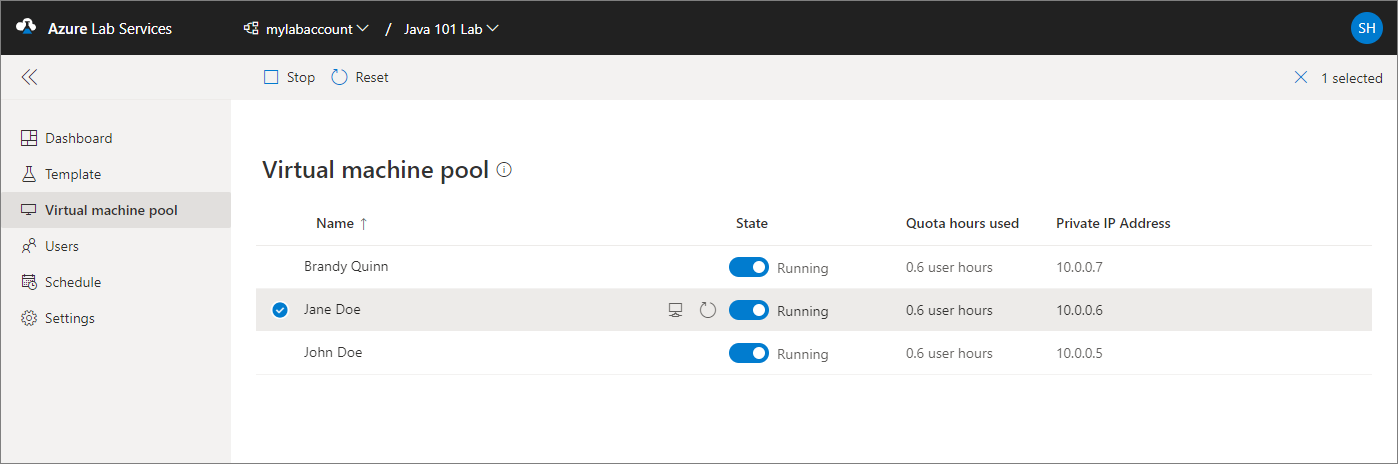 Azure Lab Services mylabaccount / Java 101 Lab SH
Stop Reset 1 selected
Dashboard
Template
Virtual machine pool
Users
Schedule
Settings
Virtual machine pool
Name ↑ State Quota hours used Private IP Address
Brandy Quinn Running 0.6 user hours 10.0.0.7
Jane Doe Running 0.6 user hours 10.0.0.6
John Doe Running 0.6 user hours 10.0.0.5